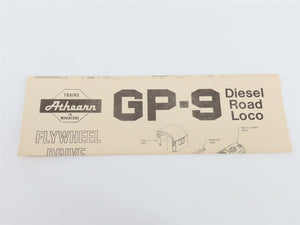 TRAINS
Athearn
IN MINIATURE
GP-9
Diesel
Road
Loco
FLYWHEEL
DRIVE